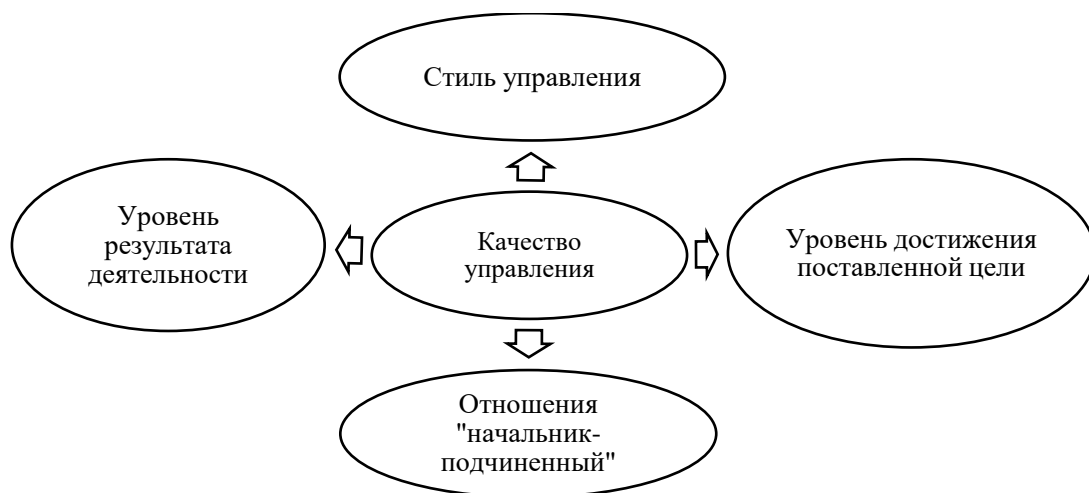 Стиль управления
Уровень
результата
деятельности
Качество
управления
Уровень достижения
поставленной цели
Отношения
"начальник-
подчиненный"